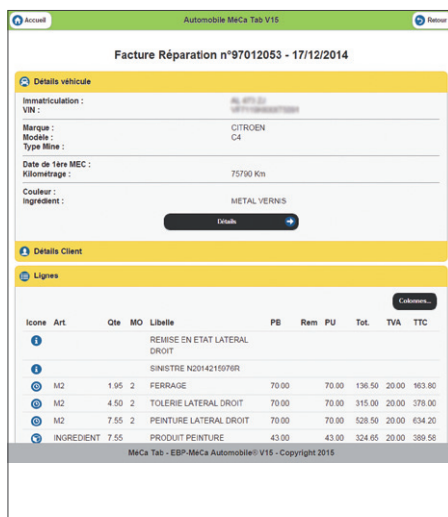 Accueil
Automobile MéCa Tab V15
Retour
Facture Réparation n°97012053 - 17/12/2014
Détails véhicule
Immatriculation :
VIN :
Marque : CITROEN
Modèle : C4
Type Mine :
Date de 1ère MEC :
Kilométrage : 75790 Km
Couleur :
Ingrédient : METAL VERNIS
Détails
Détails Client
Lignes
Colonnes...
Icone Art. Qte MO Libelle PB Rem PU Tot. TVA TTC
REMISE EN ETAT LATERAL
DROIT
SINISTRE N2014215976R
M2 1.95 2 FERRAGE 70.00 70.00 136.50 20.00 163.80
M2 4.50 2 TOLERIE LATERAL DROIT 70.00 70.00 315.00 20.00 378.00
M2 7.55 2 PEINTURE LATERAL DROIT 70.00 70.00 528.50 20.00 634.20
INGREDIENT 7.55 PRODUIT PEINTURE 43.00 43.00 324.65 20.00 389.58
MéCa Tab - EBP-MéCa Automobile® V15 - Copyright 2015